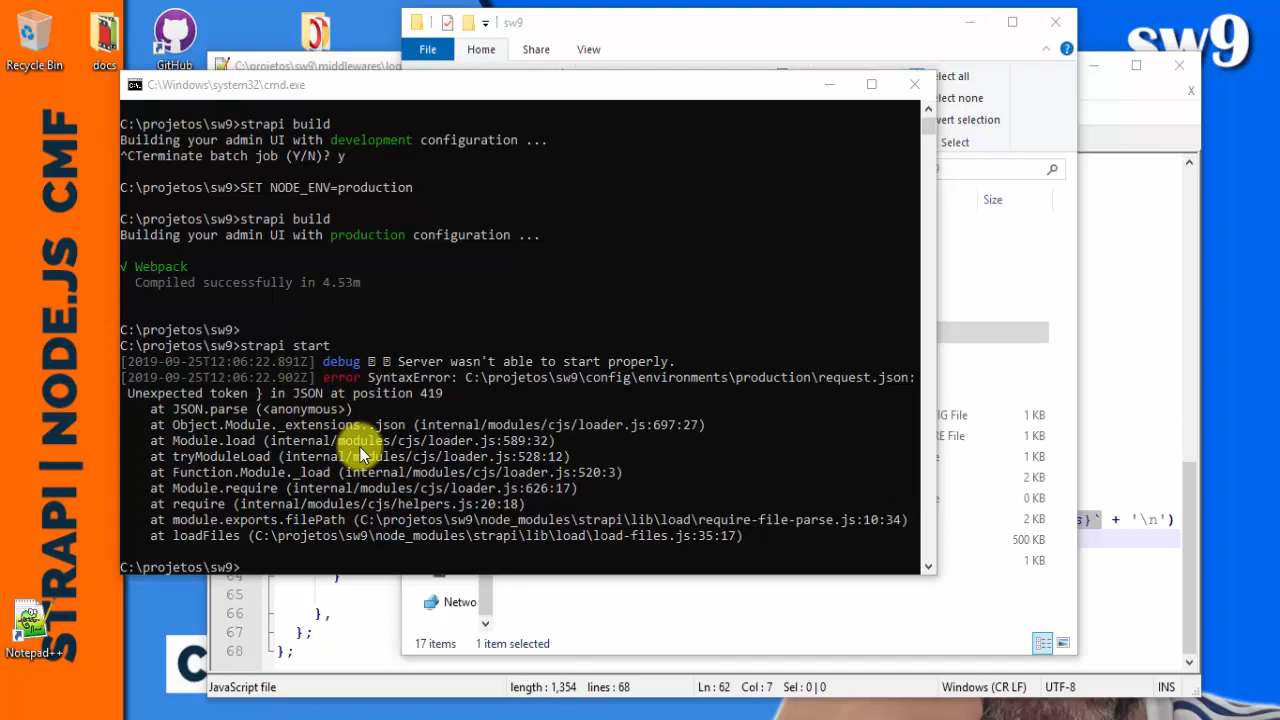 Recycle Bin
docs
GitHub
sw9
STRAPI | NODE.JS CMF
Notepad++
C:\projetos\sw9\middlewares\log
sw9
File
Home
Share
View
elect all
elect none
vert selection
Select
Size
X
C:\Windows\system32\cmd.exe
C:\projetos\sw9>strapi build
Building your admin UI with development configuration ...
^CTerminate batch job (Y/N)? y
C:\projetos\sw9>SET NODE_ENV=production
C:\projetos\sw9>strapi build
Building your admin UI with production configuration ...
√ Webpack
Compiled successfully in 4.53m
C:\projetos\sw9>
C:\projetos\sw9>strapi start
[2019-09-25T12:06:22.891Z] debug Server wasn't able to start properly.
[2019-09-25T12:06:22.902Z] error SyntaxError: C:\projetos\sw9\config\environments\production\request.json:
Unexpected token } in JSON at position 419
at JSON.parse (<anonymous>)
at Object.Module._extensions..json (internal/modules/cjs/loader.js:697:27)
at Module.load (internal/modules/cjs/loader.js:589:32)
at tryModuleLoad (internal/modules/cjs/loader.js:528:12)
at Function.Module._load (internal/modules/cjs/loader.js:520:3)
at Module.require (internal/modules/cjs/loader.js:626:17)
at require (internal/modules/cjs/helpers.js:20:18)
at module.exports.filePath (C:\projetos\sw9\node_modules\strapi\lib\load\require-file-parse.js:10:34)
at loadFiles (C:\projetos\sw9\node_modules\strapi\lib\load\load-files.js:35:17)
C:\projetos\sw9>
IG File 1 KB
RE File 1 KB
2 KB
0 KB
2 KB
500 KB
1 KB
s}` + '\n')
64 }
65
66 },
67 };
68 };
Netwo
17 items 1 item selected
C
JavaScript file length : 1,354 lines : 68 Ln : 62 Col : 7 Sel : 0 | 0 Windows (CR LF) UTF-8 INS